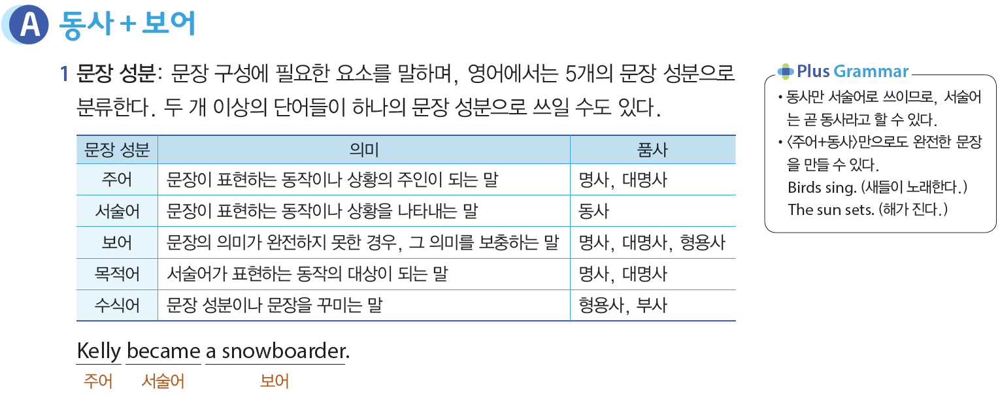 A 동사 + 보어
1 문장 성분: 문장 구성에 필요한 요소를 말하며, 영어에서는 5개의 문장 성분으로
분류한다. 두 개 이상의 단어들이 하나의 문장 성분으로 쓰일 수도 있다.
문장 성분 의미 품사
주어 문장이 표현하는 동작이나 상황의 주인이 되는 말 명사, 대명사
서술어 문장이 표현하는 동작이나 상황을 나타내는 말 동사
보어 문장의 의미가 완전하지 못한 경우, 그 의미를 보충하는 말 명사, 대명사, 형용사
목적어 서술어가 표현하는 동작의 대상이 되는 말 명사, 대명사
수식어 문장 성분이나 문장을 꾸미는 말 형용사, 부사
Kelly became a snowboarder.
주어 서술어 보어
Plus Grammar
• 동사만 서술어로 쓰이므로, 서술어
는 곧 동사라고 할 수 있다.
• 〈주어+동사〉만으로도 완전한 문장
을 만들 수 있다.
Birds sing. (새들이 노래한다.)
The sun sets. (해가 진다.)